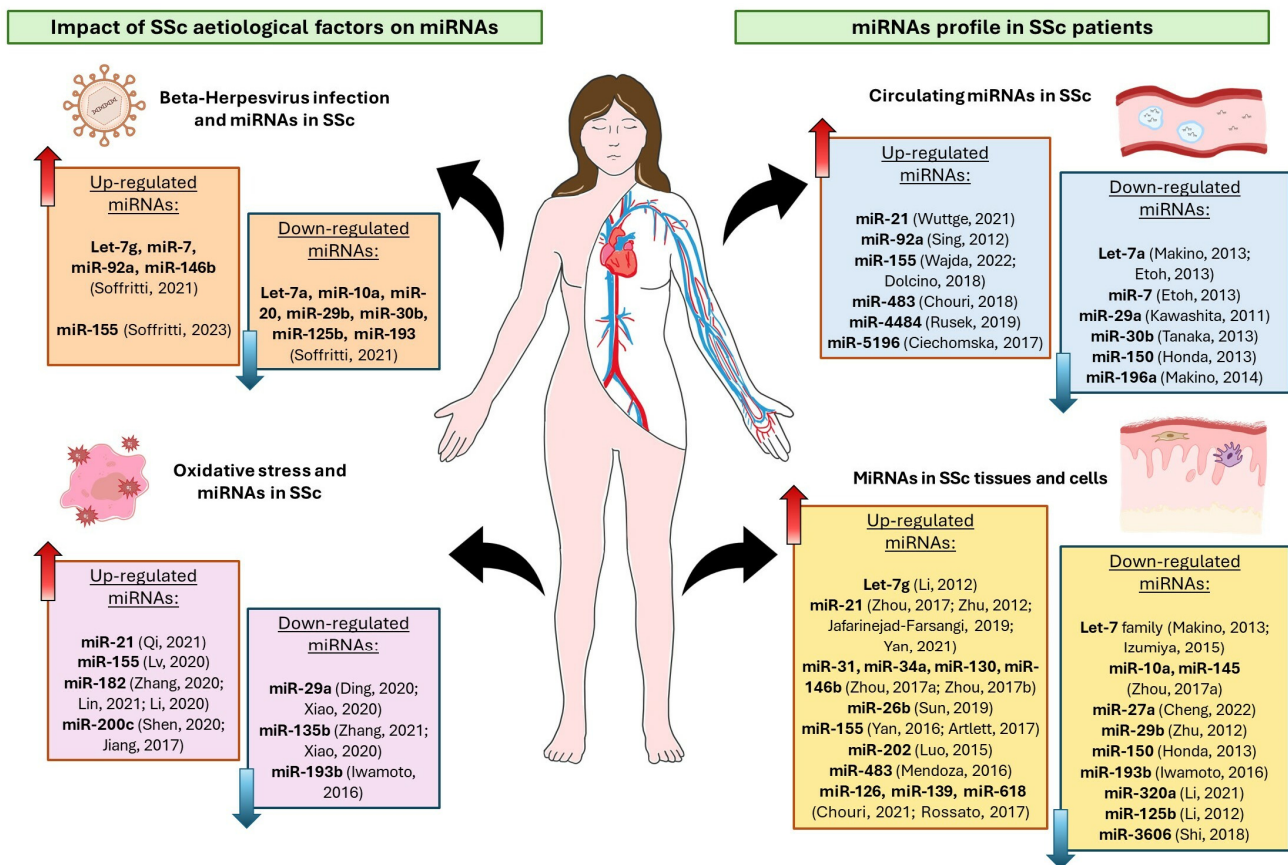 Impact of SSc aetiological factors on miRNAs
Beta-Herpesvirus infection
and miRNAs in SSc
Up-regulated
miRNAs:
Let-7g, miR-7,
miR-92a, miR-146b
(Soffritti, 2021)
miR-155 (Soffritti, 2023)
Down-regulated
miRNAs:
Let-7a, miR-10a, miR-
20, miR-29b, miR-30b,
miR-125b, miR-193
(Soffritti, 2021)
Oxidative stress and
miRNAs in SSc
Up-regulated
miRNAs:
miR-21 (Qi, 2021)
miR-155 (Lv, 2020)
miR-182 (Zhang, 2020;
Lin, 2021; Li, 2020)
miR-200c (Shen, 2020;
Jiang, 2017)
Down-regulated
miRNAs:
miR-29a (Ding, 2020;
Xiao, 2020)
miR-135b (Zhang, 2021;
Xiao, 2020)
miR-193b (Iwamoto,
2016)
miRNAs profile in SSc patients
Circulating miRNAs in SSc
Up-regulated
miRNAs:
miR-21 (Wuttge, 2021)
miR-92a (Sing, 2012)
miR-155 (Wajda, 2022;
Dolcino, 2018)
miR-483 (Chouri, 2018)
miR-4484 (Rusek, 2019)
miR-5196 (Ciechomska, 2017)
Down-regulated
miRNAs:
Let-7a (Makino, 2013;
Etoh, 2013)
miR-7 (Etoh, 2013)
miR-29a (Kawashita, 2011)
miR-30b (Tanaka, 2013)
miR-150 (Honda, 2013)
miR-196a (Makino, 2014)
MiRNAs in SSc tissues and cells
Up-regulated
miRNAs:
Let-7g (Li, 2012)
miR-21 (Zhou, 2017; Zhu, 2012;
Jafarinejad-Farsangi, 2019;
Yan, 2021)
miR-31, miR-34a, miR-130, miR-
146b (Zhou, 2017a; Zhou, 2017b)
miR-26b (Sun, 2019)
miR-155 (Yan, 2016; Artlett, 2017)
miR-202 (Luo, 2015)
miR-483 (Mendoza, 2016)
miR-126, miR-139, miR-618
(Chouri, 2021; Rossato, 2017)
Down-regulated
miRNAs:
Let-7 family (Makino, 2013;
Izumiya, 2015)
miR-10a, miR-145
(Zhou, 2017a)
miR-27a (Cheng, 2022)
miR-29b (Zhu, 2012)
miR-150 (Honda, 2013)
miR-193b (Iwamoto, 2016)
miR-320a (Li, 2021)
miR-125b (Li, 2012)
miR-3606 (Shi, 2018)